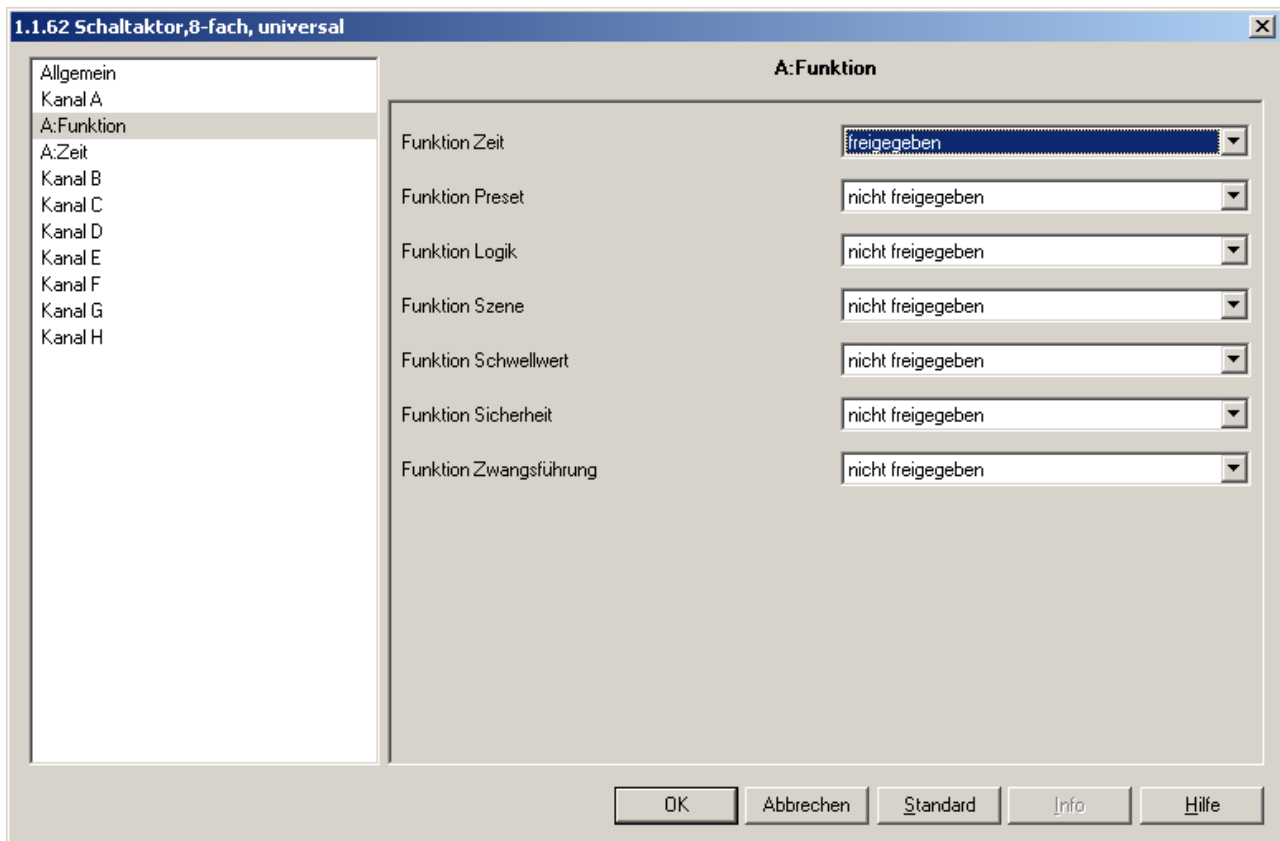 1.1.62 Schaltaktor,8-fach, universal
Allgemein
Kanal A
A:Funktion
A:Zeit
Kanal B
Kanal C
Kanal D
Kanal E
Kanal F
Kanal G
Kanal H
A:Funktion
Funktion Zeit freigegeben
Funktion Preset nicht freigegeben
Funktion Logik nicht freigegeben
Funktion Szene nicht freigegeben
Funktion Schwellwert nicht freigegeben
Funktion Sicherheit nicht freigegeben
Funktion Zwangsführung nicht freigegeben
OK Abbrechen Standard Info Hilfe